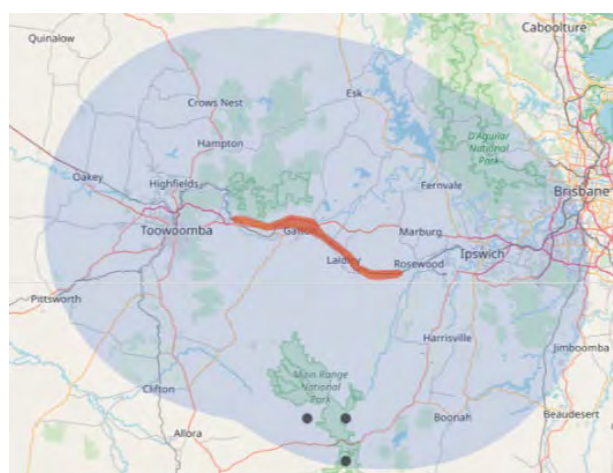 Caboolture
Quinalow
Esk
Crows Nest
D'Aguilar
National
Park
Hampton
Oakey
Highfields
Fernvale
Brisbane
Toowoomba
Gatton
Marburg
Ipswich
Laidley
Rosewood
Pittsworth
Harrisville
Jimboomba
Main Range
National
Park
Clifton
Boonah
Beaudesert
Allora